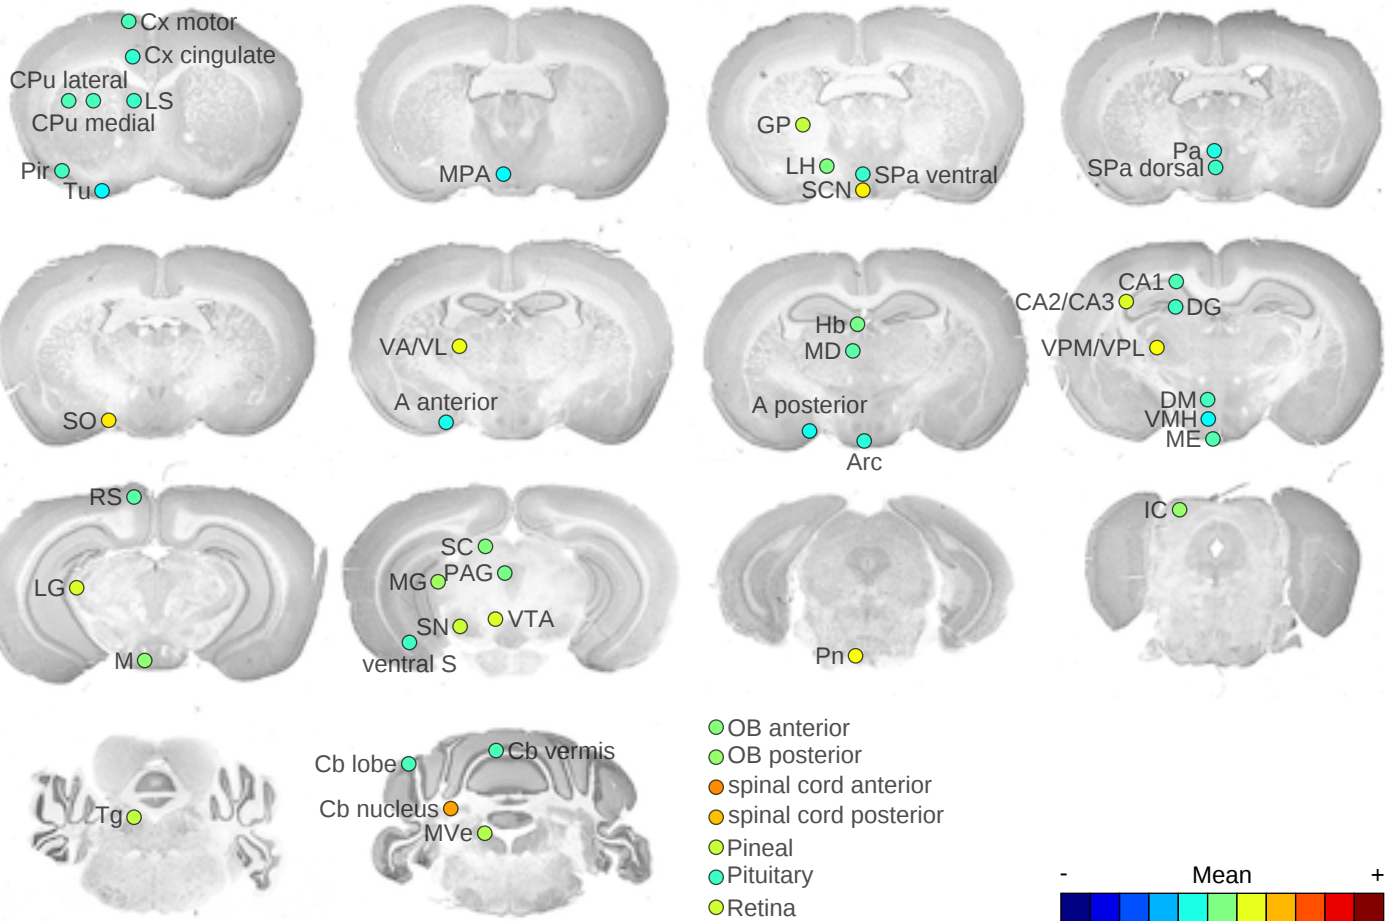 Cx motor
Cx cingulate
CPu lateral
LS
CPu medial
Pir
Tu
MPA
GP
LH
SPa ventral
SCN
Pa
SPa dorsal
SO
VA/VL
A anterior
Hb
MD
A posterior
Arc
CA1
CA2/CA3
DG
VPM/VPL
DM
VMH
ME
RS
LG
M
SC
PAG
MG
VTA
SN
ventral S
Pn
IC
Tg
Cb vermis
Cb lobe
Cb nucleus
MVe
OB anterior
OB posterior
spinal cord anterior
spinal cord posterior
Pineal
Pituitary
Retina
- Mean +